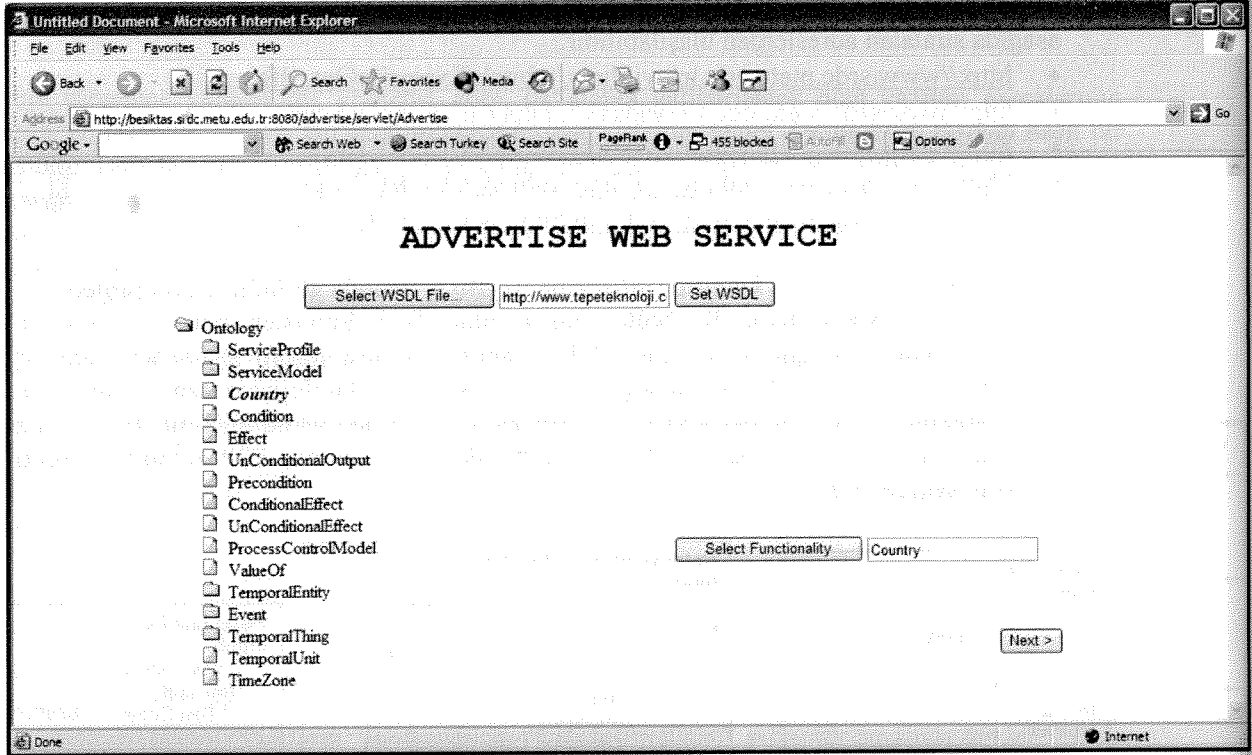 Untitled Document - Microsoft Internet Explorer
File Edit View Favorites Tools Help
Back Search Favorites Media
Address http://besiktas.srdc.metu.edu.tr:8080/advertise/servlet/Advertise Go
Google Search Web Search Turkey Search Site PageRank 455 blocked AutoFill Options
ADVERTISE WEB SERVICE
Select WSDL File... http://www.tepeteknoloji.c Set WSDL
Ontology
ServiceProfile
ServiceModel
Country
Condition
Effect
UnConditionalOutput
Precondition
ConditionalEffect
UnConditionalEffect
ProcessControlModel
Select Functionality Country
ValueOf
TemporalEntity
Event
TemporalThing
Next >
TemporalUnit
TimeZone
Done Internet